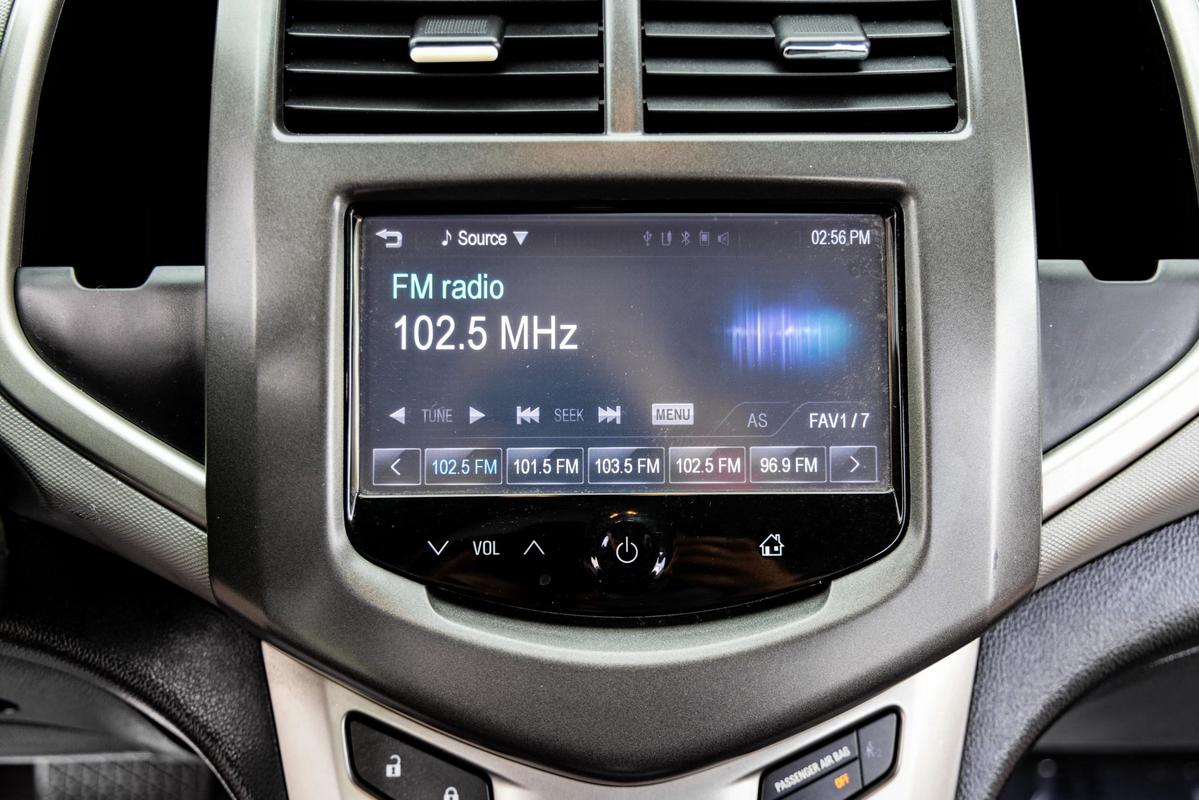 Source 02:56 PM
FM radio
102.5 MHz
TUNE SEEK MENU AS FAV1/7
102.5 FM 101.5 FM 103.5 FM 102.5 FM 96.9 FM
VOL
PASSENGER AIR BAG
OFF